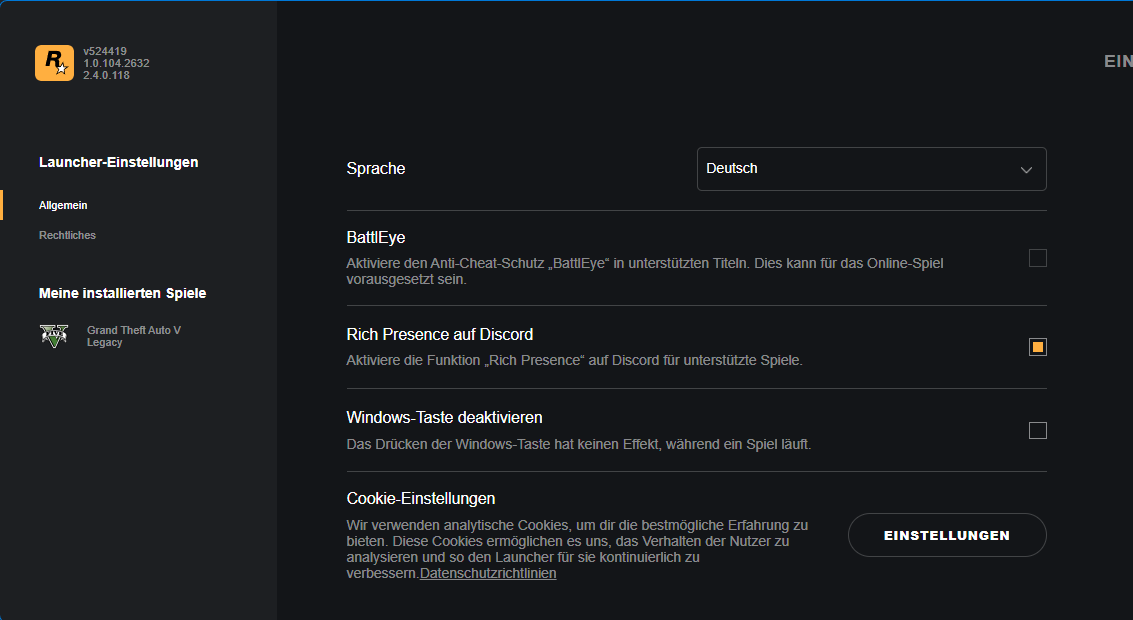 v524419
1.0.104.2632
2.4.0.118
EIN
Launcher-Einstellungen
Allgemein
Rechtliches
Meine installierten Spiele
Grand Theft Auto V
Legacy
Sprache
Deutsch
BattlEye
Aktiviere den Anti-Cheat-Schutz „BattlEye“ in unterstützten Titeln. Dies kann für das Online-Spiel
vorausgesetzt sein.
Rich Presence auf Discord
Aktiviere die Funktion „Rich Presence“ auf Discord für unterstützte Spiele.
Windows-Taste deaktivieren
Das Drücken der Windows-Taste hat keinen Effekt, während ein Spiel läuft.
Cookie-Einstellungen
Wir verwenden analytische Cookies, um dir die bestmögliche Erfahrung zu
bieten. Diese Cookies ermöglichen es uns, das Verhalten der Nutzer zu
analysieren und so den Launcher für sie kontinuierlich zu
verbessern.Datenschutzrichtlinien
EINSTELLUNGEN